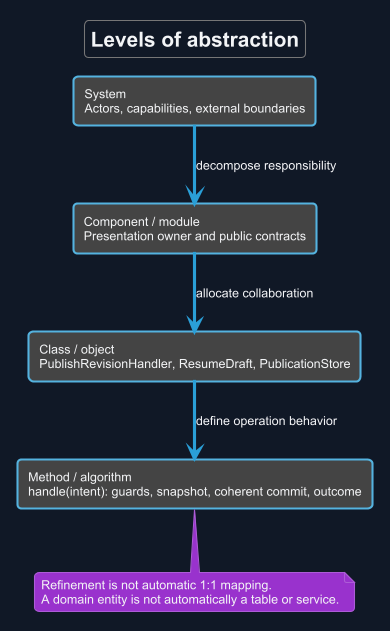 Levels of abstraction
System
Actors, capabilities, external boundaries
decompose responsibility
Component / module
Presentation owner and public contracts
allocate collaboration
Class / object
PublishRevisionHandler, ResumeDraft, PublicationStore
define operation behavior
Method / algorithm
handle(intent): guards, snapshot, coherent commit, outcome
Refinement is not automatic 1:1 mapping.
A domain entity is not automatically a table or service.